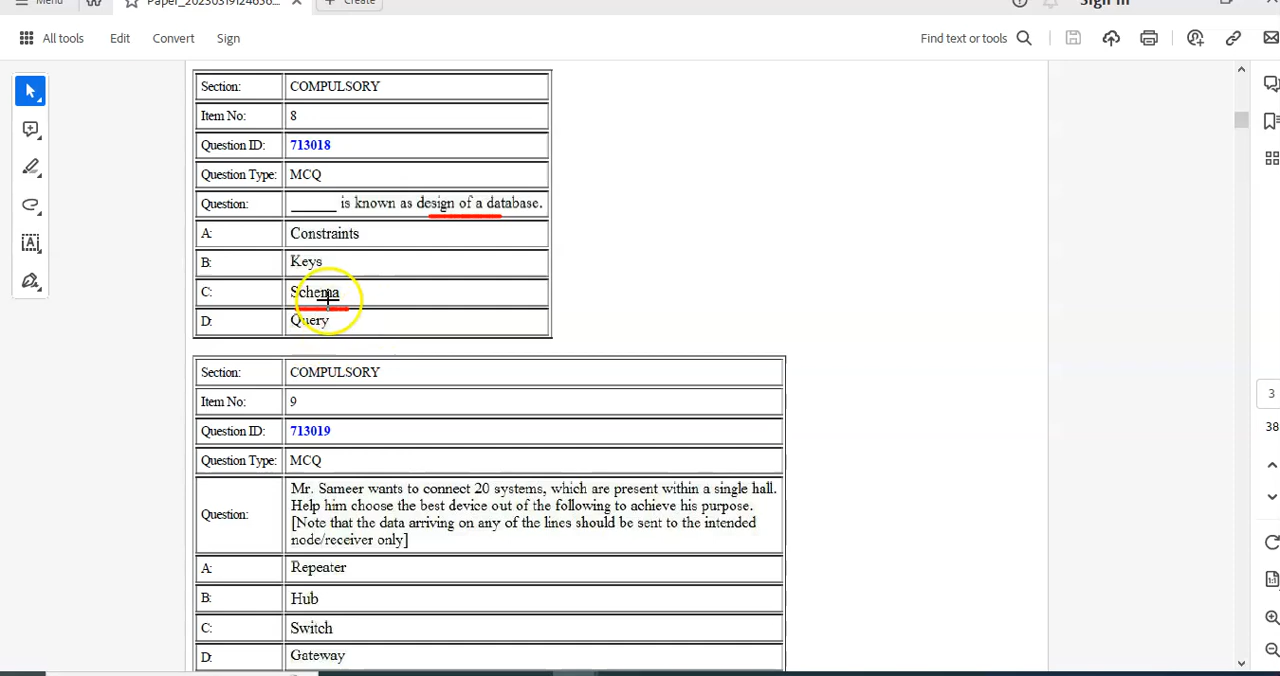 Menu
Paper_20230319124656...
Create
Sign in
All tools
Edit
Convert
Sign
Find text or tools
Section: COMPULSORY
Item No: 8
Question ID: 713018
Question Type: MCQ
Question: ______ is known as design of a database.
A: Constraints
B: Keys
C: Schema
D: Query
Section: COMPULSORY
Item No: 9
Question ID: 713019
Question Type: MCQ
Question:
Mr. Sameer wants to connect 20 systems, which are present within a single hall.
Help him choose the best device out of the following to achieve his purpose.
[Note that the data arriving on any of the lines should be sent to the intended
node/receiver only]
A: Repeater
B: Hub
C: Switch
D: Gateway
3
38